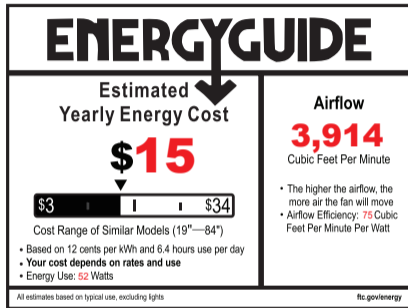 ENERGYGUIDE
Estimated
Yearly Energy Cost
$15
$3
$34
Cost Range of Similar Models (19"—84")
• Based on 12 cents per kWh and 6.4 hours use per day
• Your cost depends on rates and use
• Energy Use: 52 Watts
Airflow
3,914
Cubic Feet Per Minute
• The higher the airflow, the
more air the fan will move
• Airflow Efficiency: 75 Cubic
Feet Per Minute Per Watt
All estimates based on typical use, excluding lights
ftc.gov/energy